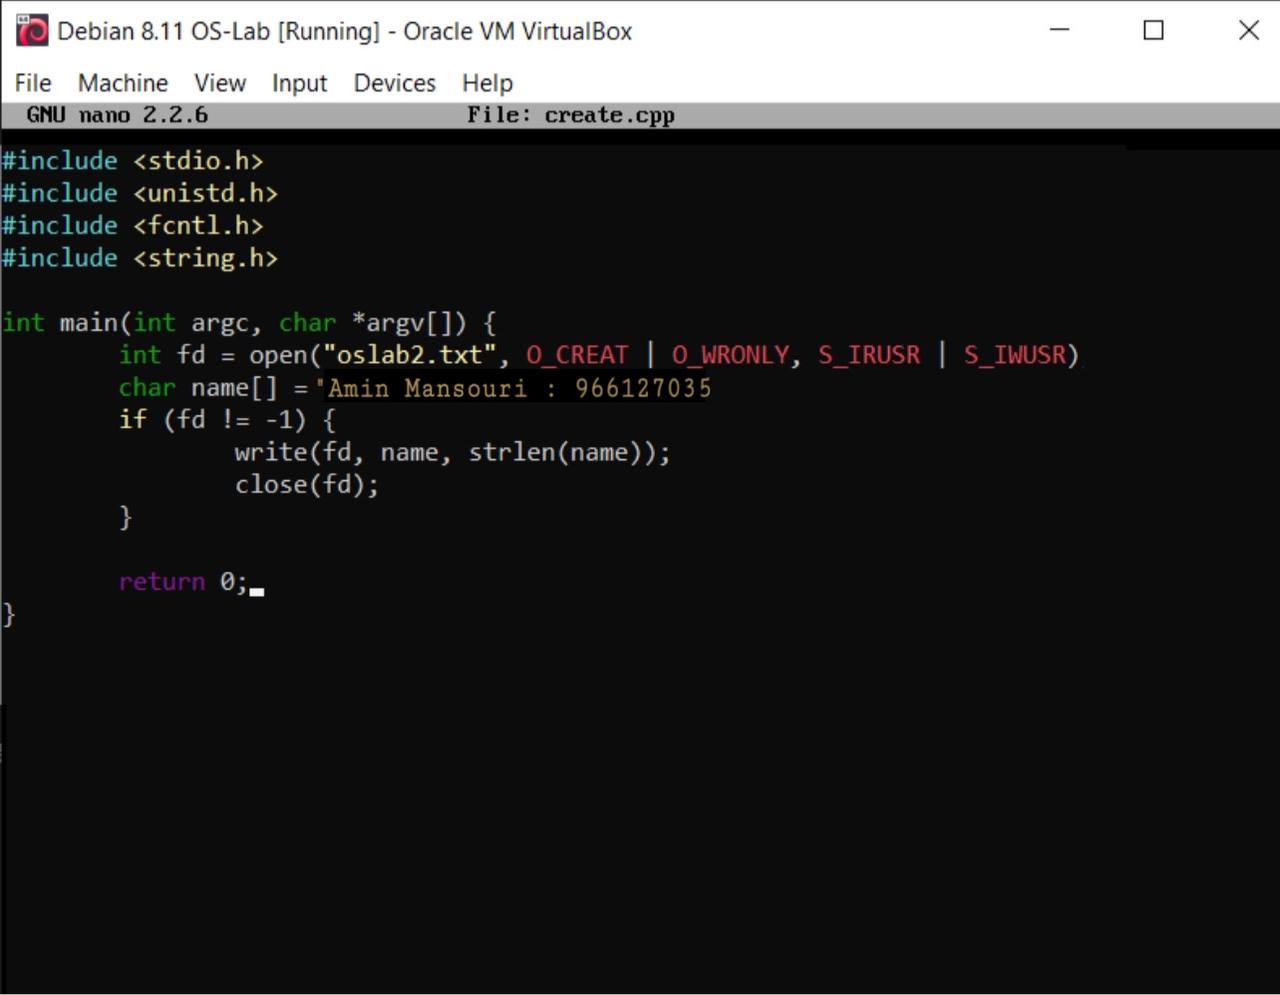 Debian 8.11 OS-Lab [Running] - Oracle VM VirtualBox
File Machine View Input Devices Help
GNU nano 2.2.6 File: create.cpp
#include <stdio.h>
#include <unistd.h>
#include <fcntl.h>
#include <string.h>
int main(int argc, char *argv[]) {
int fd = open("oslab2.txt", O_CREAT | O_WRONLY, S_IRUSR | S_IWUSR)
char name[] ="Amin Mansouri : 966127035
if (fd != -1) {
write(fd, name, strlen(name));
close(fd);
}
return 0;
}